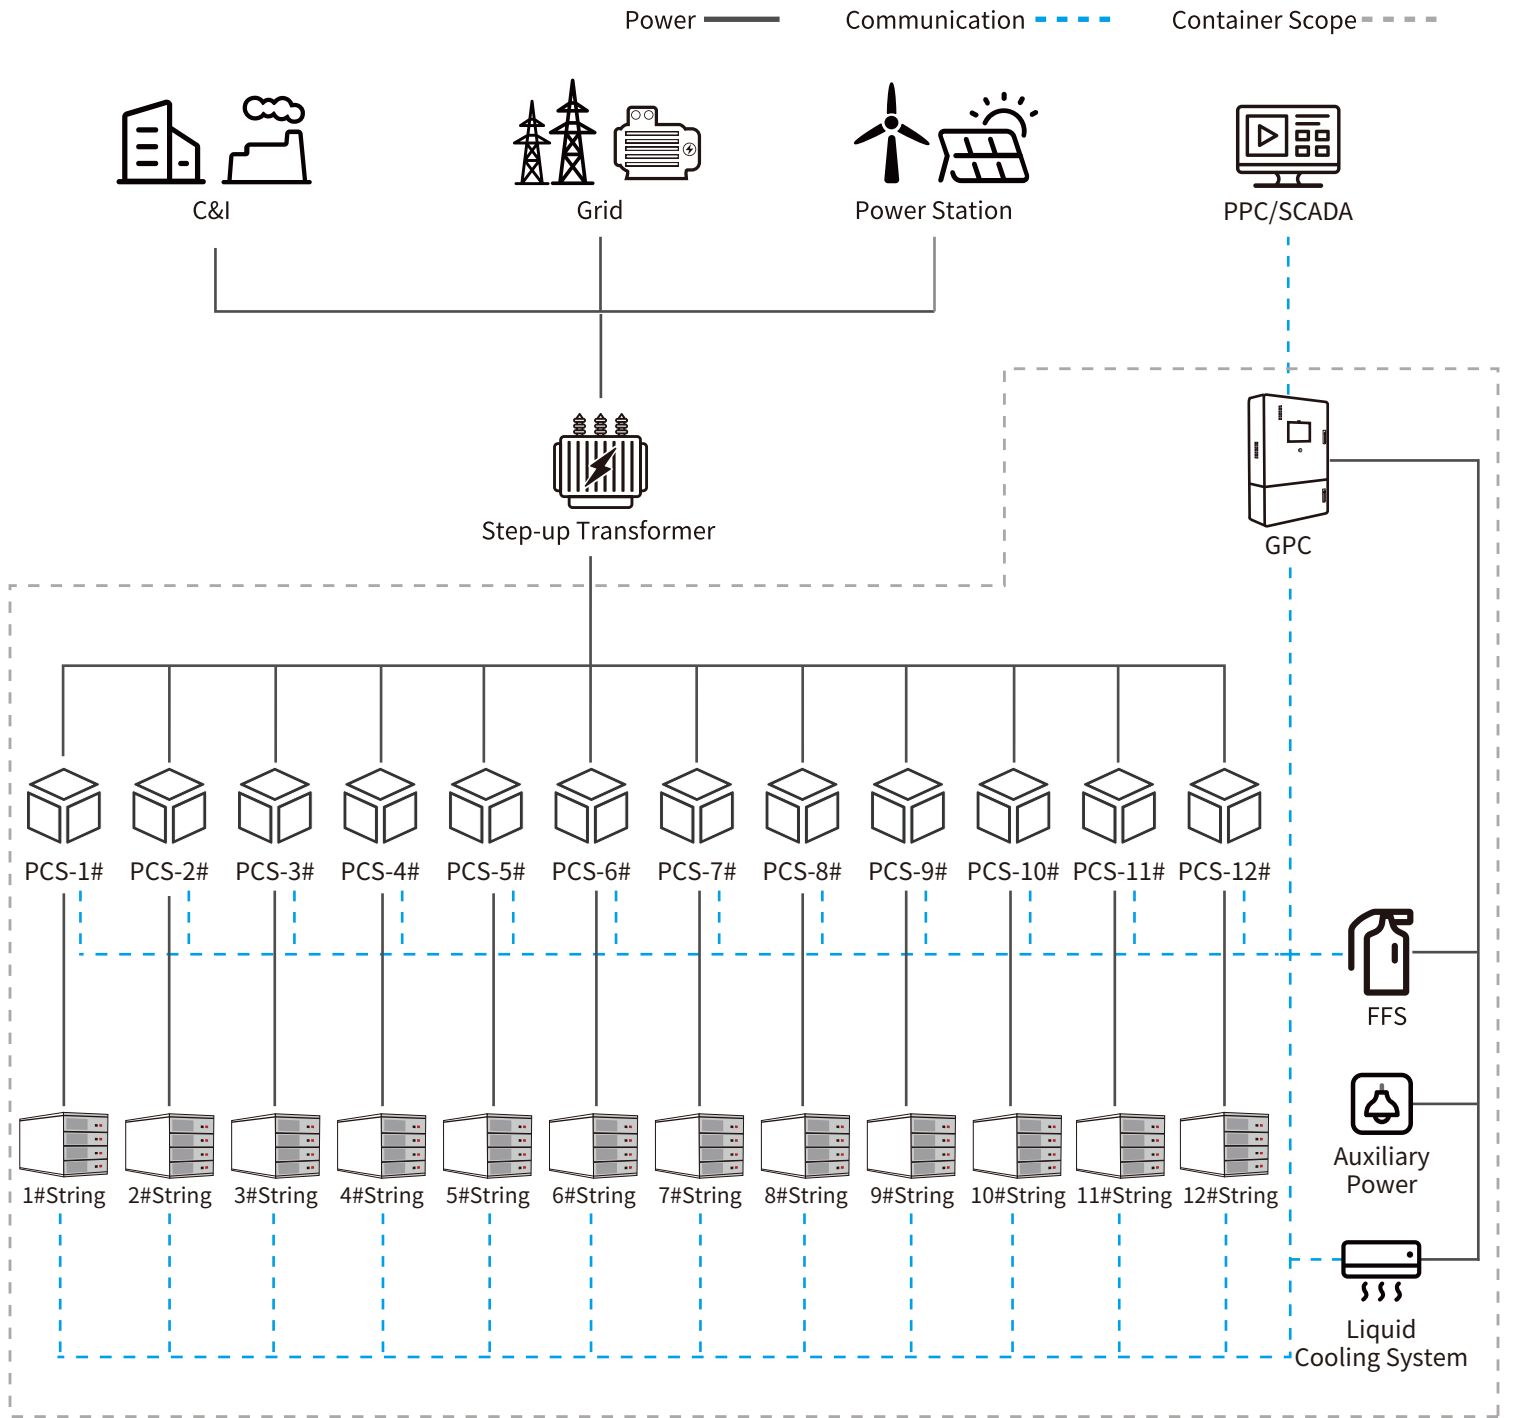 Power
Communication
Container Scope
C&I
Grid
Power Station
PPC/SCADA
Step-up Transformer
GPC
PCS-1#
PCS-2#
PCS-3#
PCS-4#
PCS-5#
PCS-6#
PCS-7#
PCS-8#
PCS-9#
PCS-10#
PCS-11#
PCS-12#
FFS
Auxiliary
Power
1#String
2#String
3#String
4#String
5#String
6#String
7#String
8#String
9#String
10#String
11#String
12#String
Liquid
Cooling System